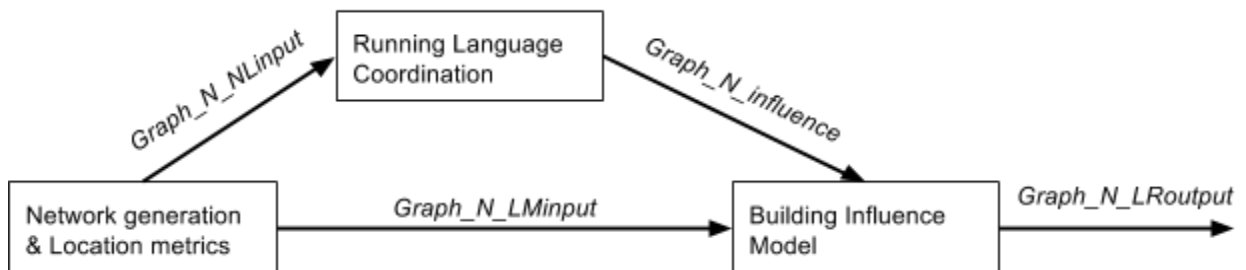 Graph_N_NLinput
Running Language
Coordination
Graph_N_influence
Network generation
& Location metrics
Graph_N_LMinput
Building Influence
Model
Graph_N_LRoutput